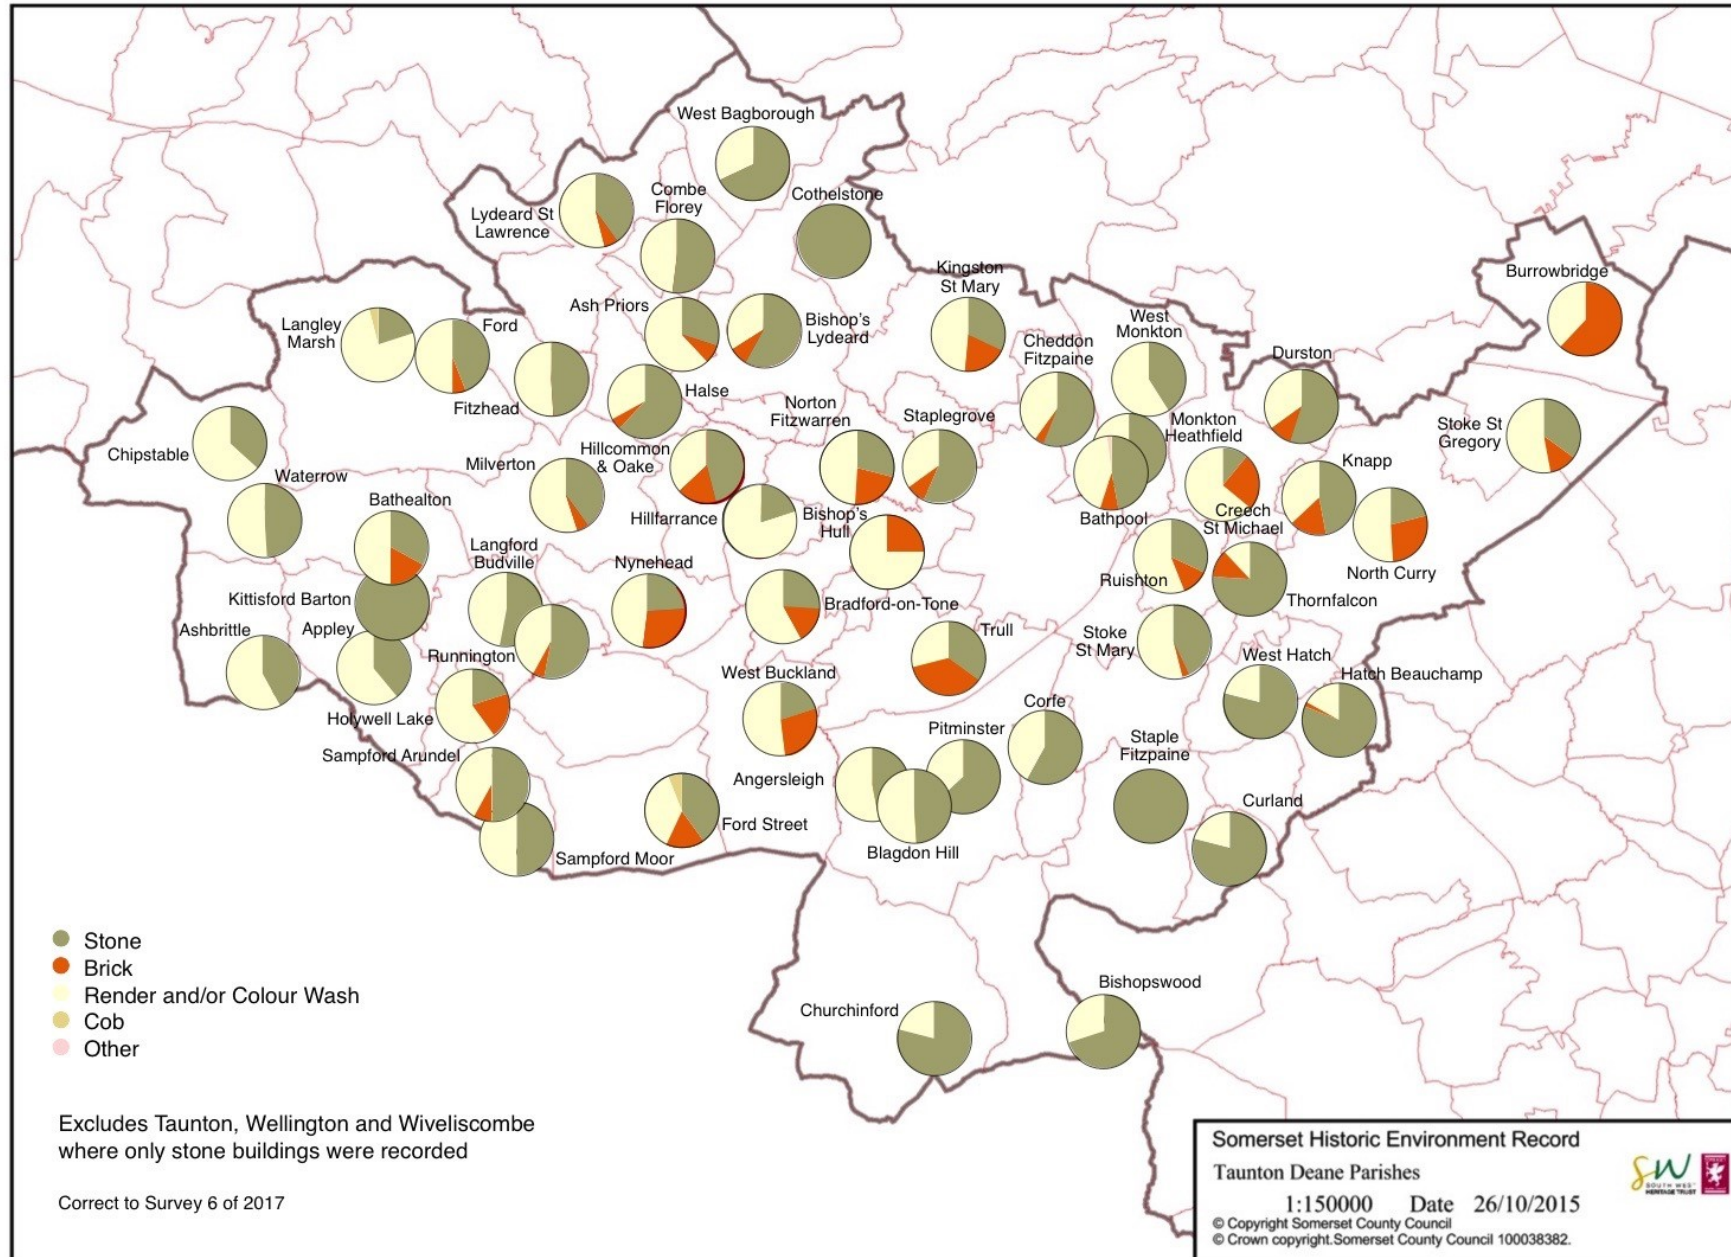 West Bagborough
Cothelstone
Combe
Florey
Lydeard St
Lawrence
Kingston
St Mary
Burrowbridge
Ash Priors
Bishop's
Lydeard
Langley
Marsh
Ford
West
Monkton
Cheddon
Fitzpaine
Durston
Fitzhead
Halse
Norton
Fitzwarren
Staplegrove
Monkton
Heathfield
Stoke St
Gregory
Chipstable
Waterrow
Milverton
Hillcommon
& Oake
Knapp
Bathealton
Hillfarrance
Bishop's
Hull
Bathpool
Creech
St Michael
Langford
Budville
Nynehead
Ruishton
North Curry
Kittisford Barton
Bradford-on-Tone
Thornfalcon
Ashbrittle
Appley
Runnington
Trull
Stoke
St Mary
West Hatch
West Buckland
Hatch Beauchamp
Holywell Lake
Corfe
Pitminster
Staple
Fitzpaine
Sampford Arundel
Angersleigh
Curland
Ford Street
Sampford Moor
Blagdon Hill
Stone
Brick
Render and/or Colour Wash
Cob
Other
Churchinford
Bishopswood
Excludes Taunton, Wellington and Wiveliscombe
where only stone buildings were recorded
Correct to Survey 6 of 2017
Somerset Historic Environment Record
Taunton Deane Parishes
1:150000 Date 26/10/2015
© Copyright Somerset County Council
© Crown copyright.Somerset County Council 100038382.
SW
SOUTH WEST
HERITAGE TRUST